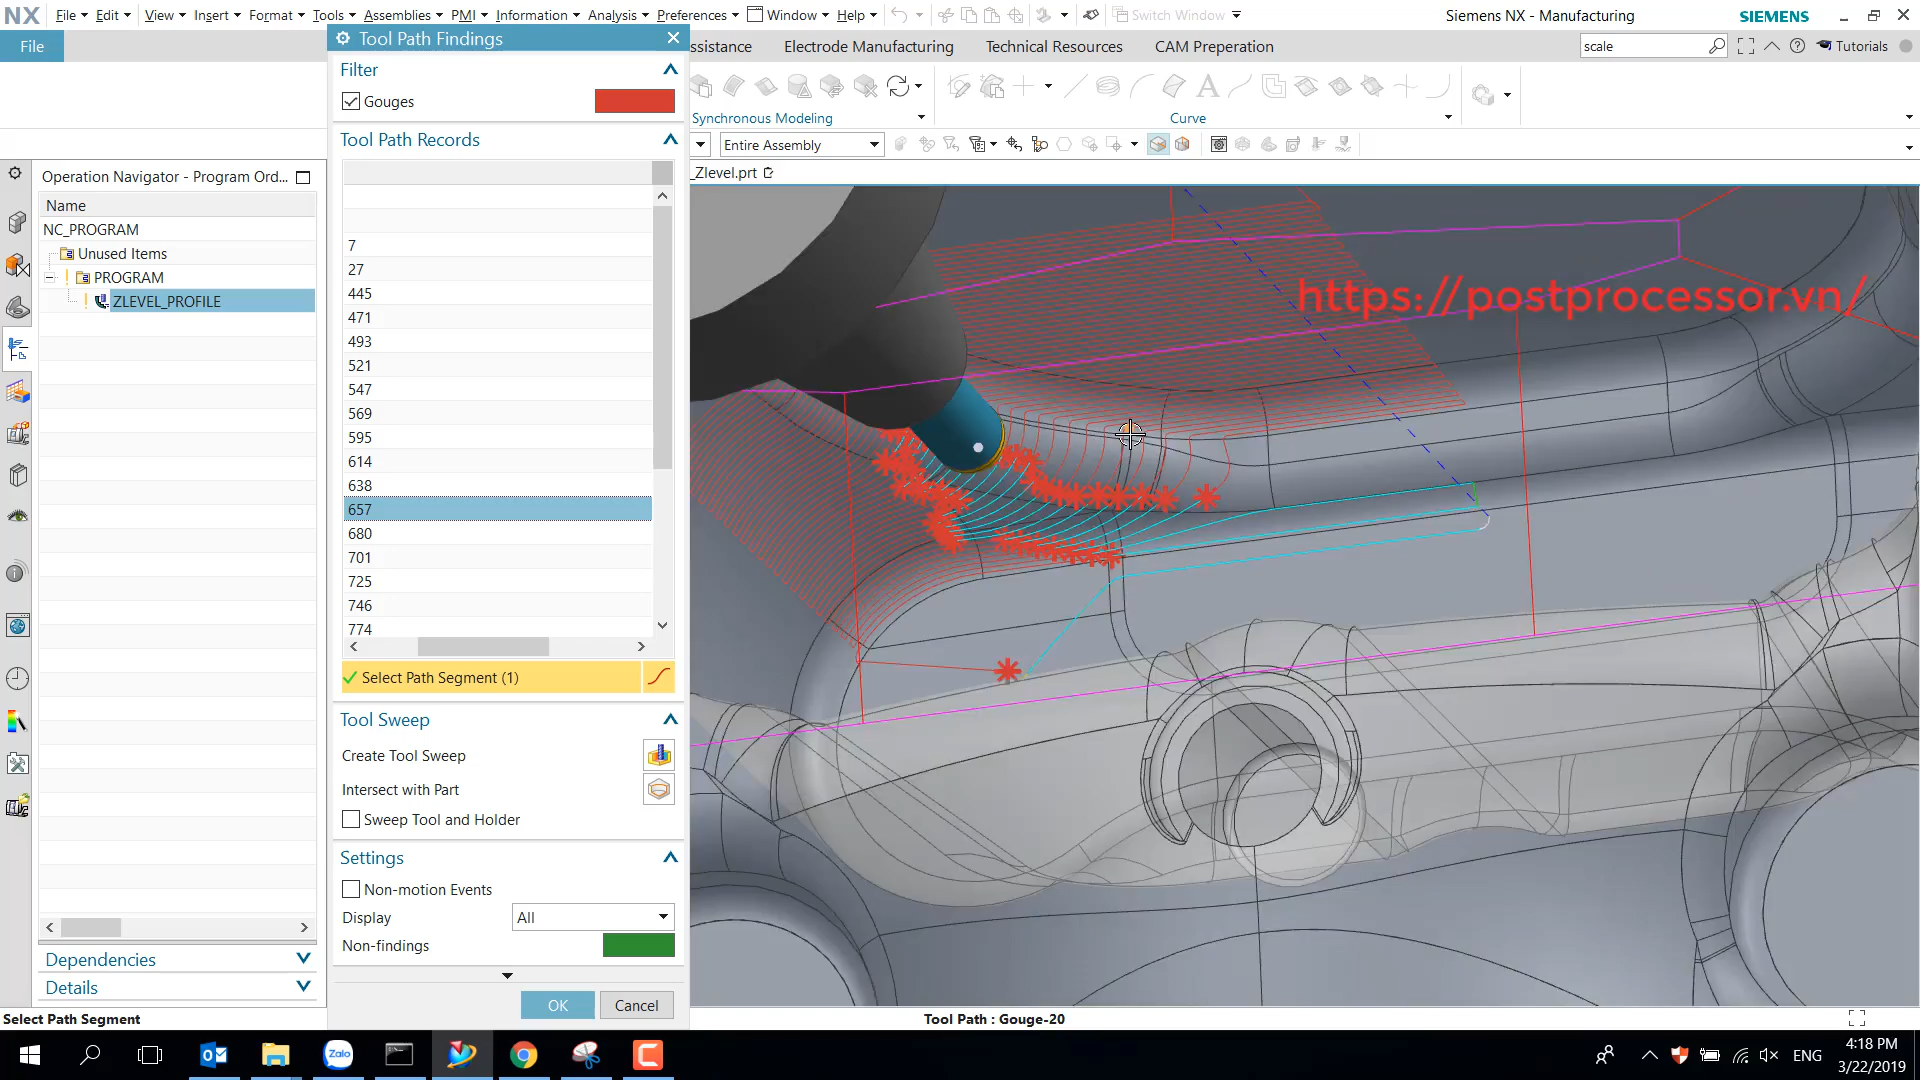 NX
File
Edit
View
Insert
Format
Tools
Assemblies
PMI
Information
Analysis
Preferences
Window
Help
Switch Window
Siemens NX - Manufacturing
SIEMENS
File
Tool Path Findings
ssistance
Electrode Manufacturing
Technical Resources
CAM Preperation
scale
Tutorials
Filter
Gouges
Synchronous Modeling
Curve
Tool Path Records
Entire Assembly
_Zlevel.prt
Operation Navigator - Program Ord...
Name
NC_PROGRAM
Unused Items
PROGRAM
ZLEVEL_PROFILE
7
27
445
471
493
521
547
569
595
614
638
657
680
701
725
746
774
https://postprocessor.vn/
Select Path Segment (1)
Tool Sweep
Create Tool Sweep
Intersect with Part
Sweep Tool and Holder
Settings
Non-motion Events
Display
All
Non-findings
Dependencies
Details
OK
Cancel
Select Path Segment
Tool Path : Gouge-20
Zalo
ENG
4:18 PM
3/22/2019